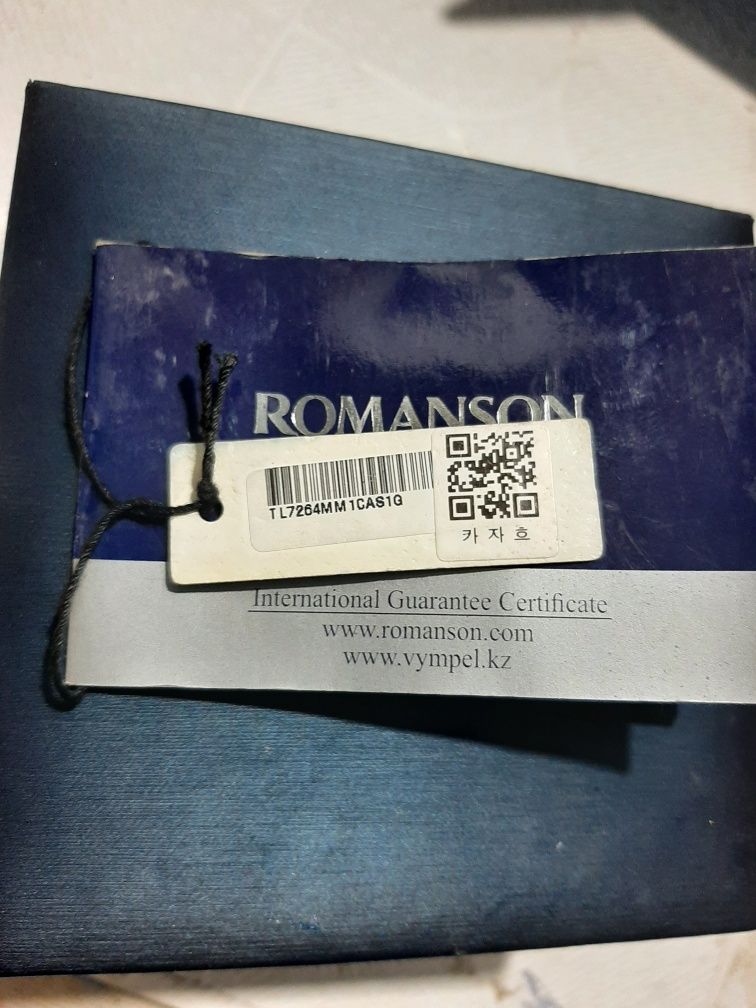 ROMANSON
TL7264MM1CAS1G
카자흐
International Guarantee Certificate
www.romanson.com
www.vympel.kz